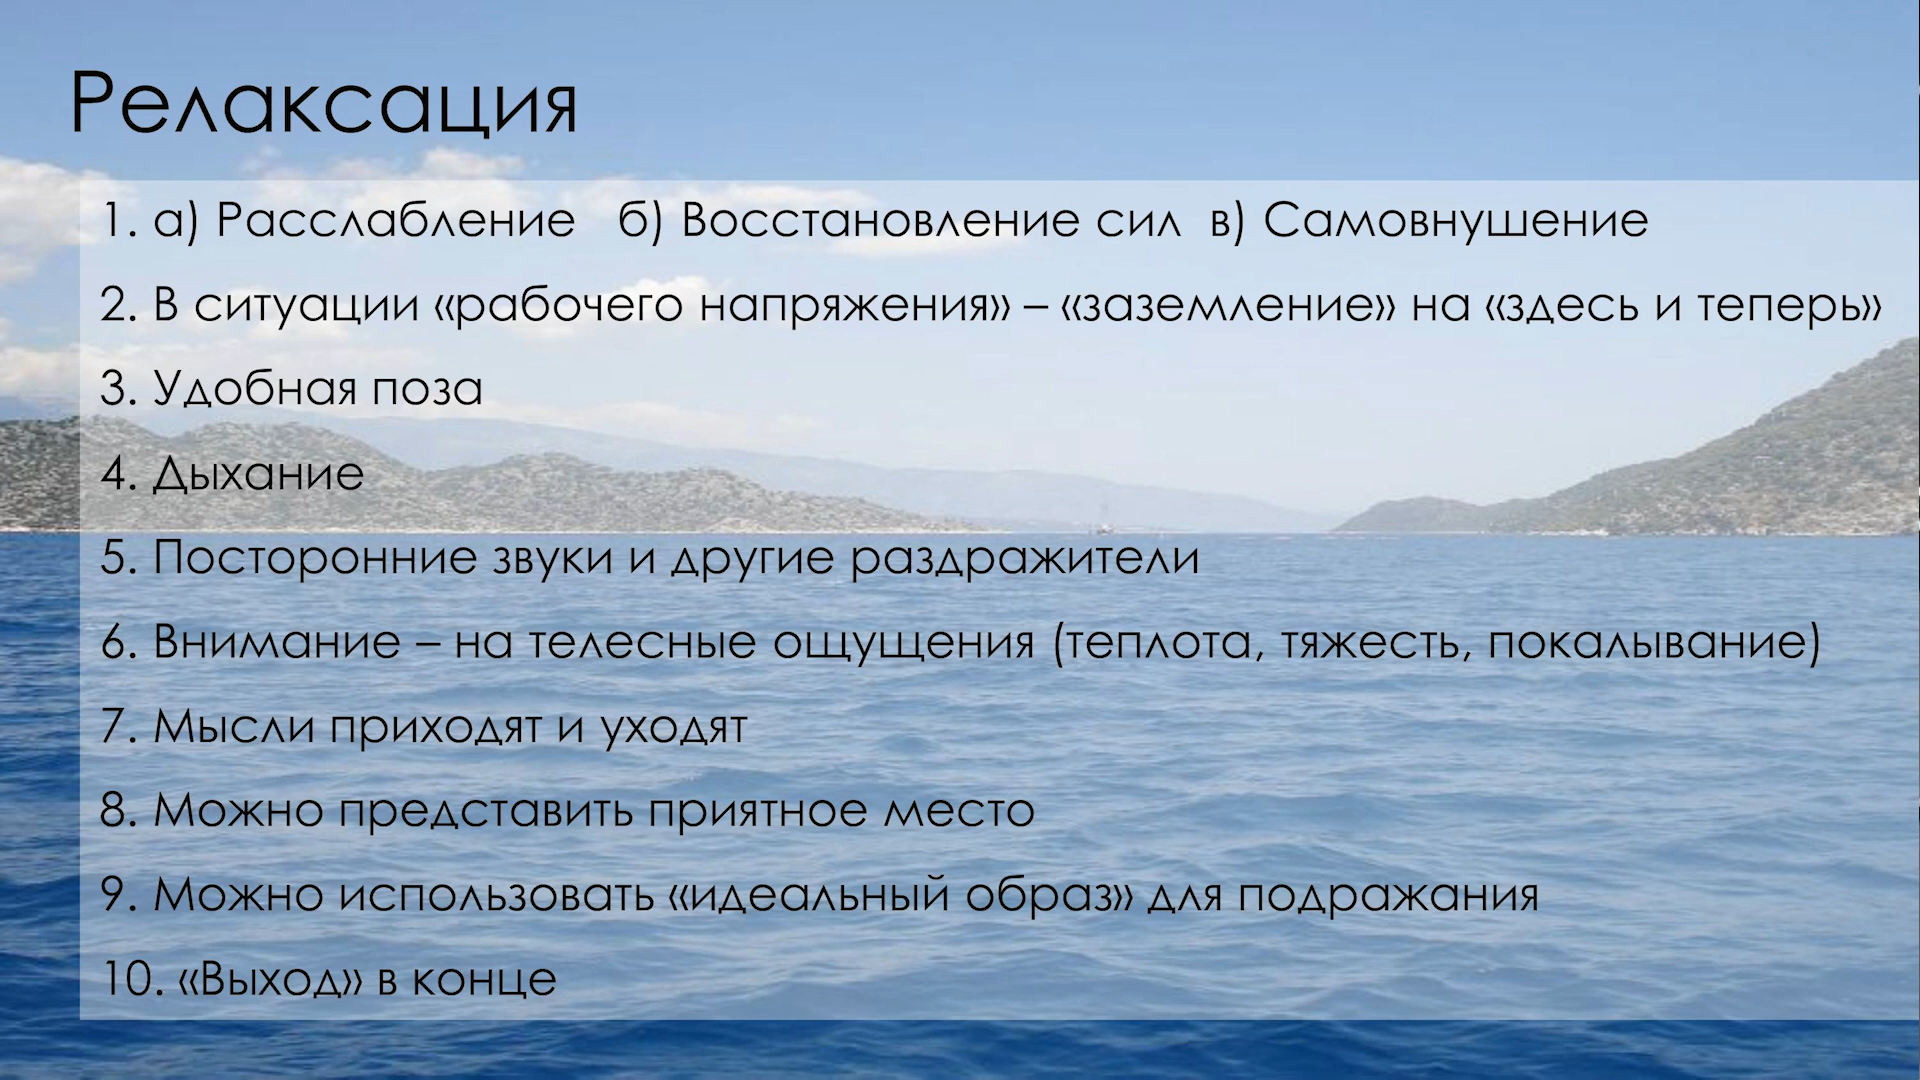 Релаксация
1. а) Расслабление б) Восстановление сил в) Самовнушение
2. В ситуации «рабочего напряжения» – «заземление» на «здесь и теперь»
3. Удобная поза
4. Дыхание
5. Посторонние звуки и другие раздражители
6. Внимание – на телесные ощущения (теплота, тяжесть, покалывание)
7. Мысли приходят и уходят
8. Можно представить приятное место
9. Можно использовать «идеальный образ» для подражания
10. «Выход» в конце